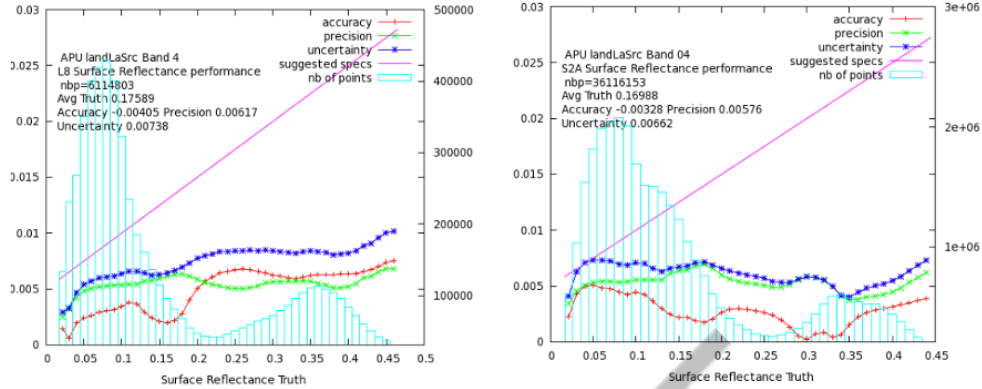 0.03
0.025
0.02
0.015
0.01
0.005
0
500000
400000
300000
200000
100000
0 0.05 0.1 0.15 0.2 0.25 0.3 0.35 0.4 0.45 0.5
Surface Reflectance Truth
accuracy
precision
uncertainty
suggested specs
nb of points
APU landLaSrc Band 4
L8 Surface Reflectance performance
nbp=6114803
Avg Truth 0.17589
Accuracy -0.00405 Precision 0.00617
Uncertainty 0.00738
0.03
0.025
0.02
0.015
0.01
0.005
0
3e+06
2e+06
1e+06
0
0 0.05 0.1 0.15 0.2 0.25 0.3 0.35 0.4 0.45
Surface Reflectance Truth
accuracy
precision
uncertainty
suggested specs
nb of points
APU landLaSrc Band 04
S2A Surface Reflectance performance
nbp=36116153
Avg Truth 0.16988
Accuracy -0.00328 Precision 0.00576
Uncertainty 0.00662